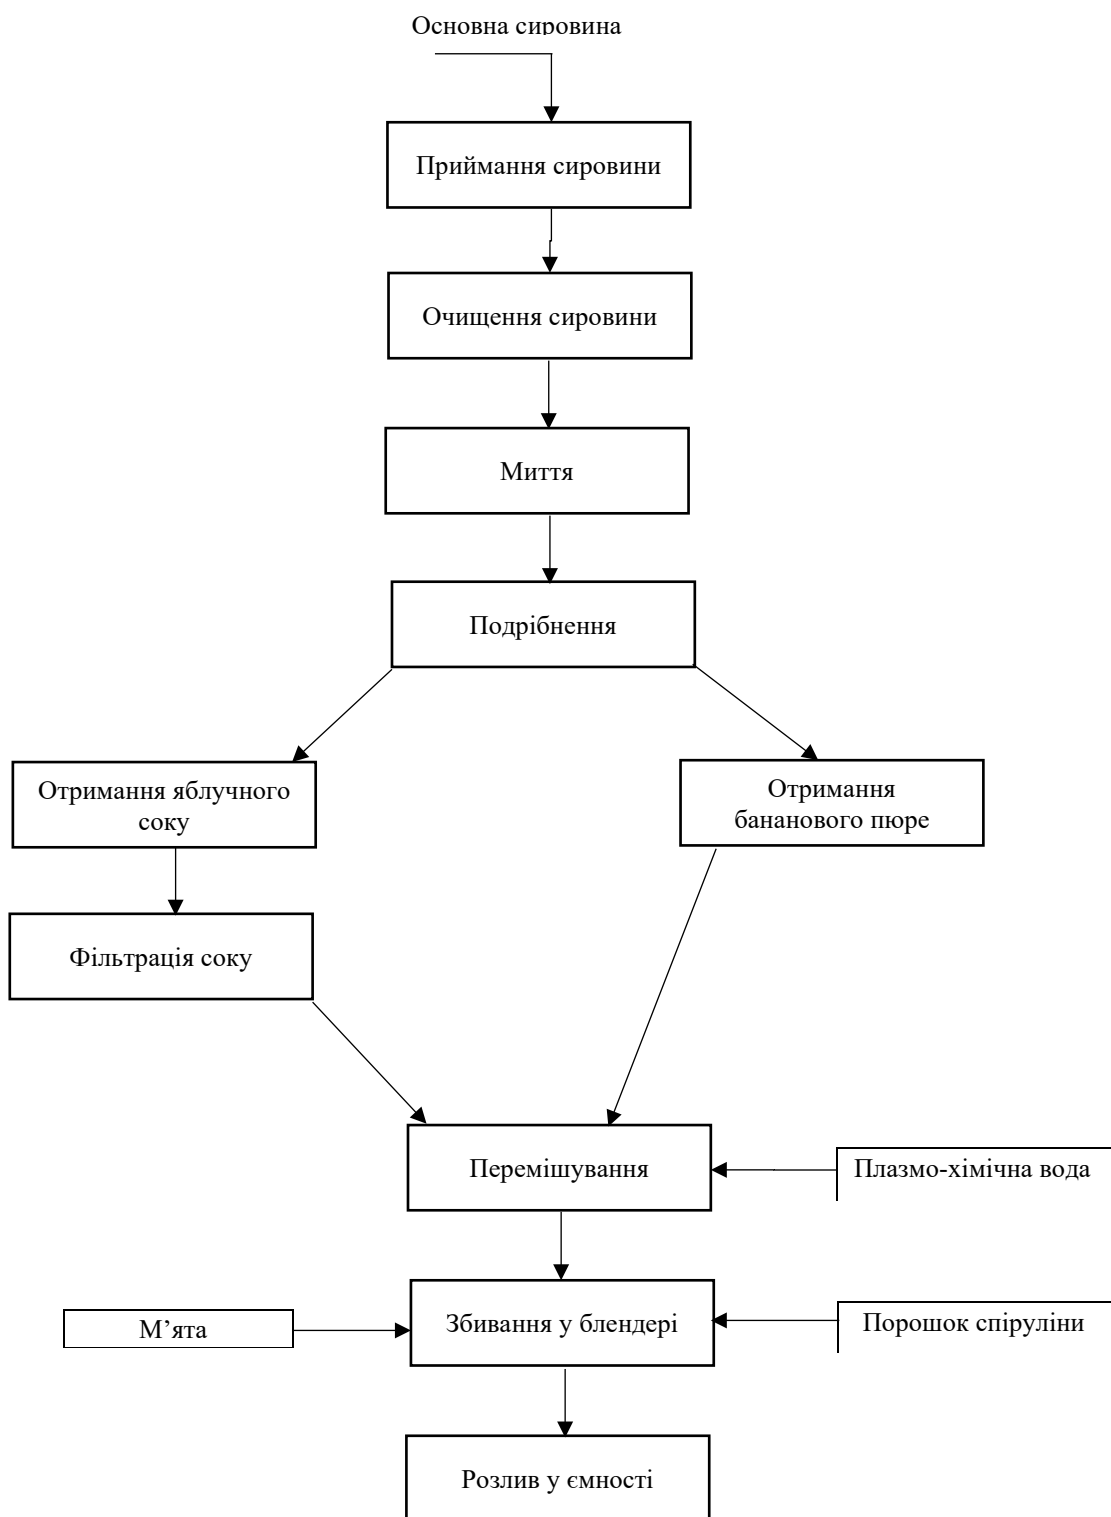 Основна сировина
Приймання сировини
Очищення сировини
Миття
Подрібнення
Отримання яблучного
соку
Отримання
бананового пюре
Фільтрація соку
Перемішування
Плазмо-хімічна вода
М’ята
Збивання у блендері
Порошок спіруліни
Розлив у ємності